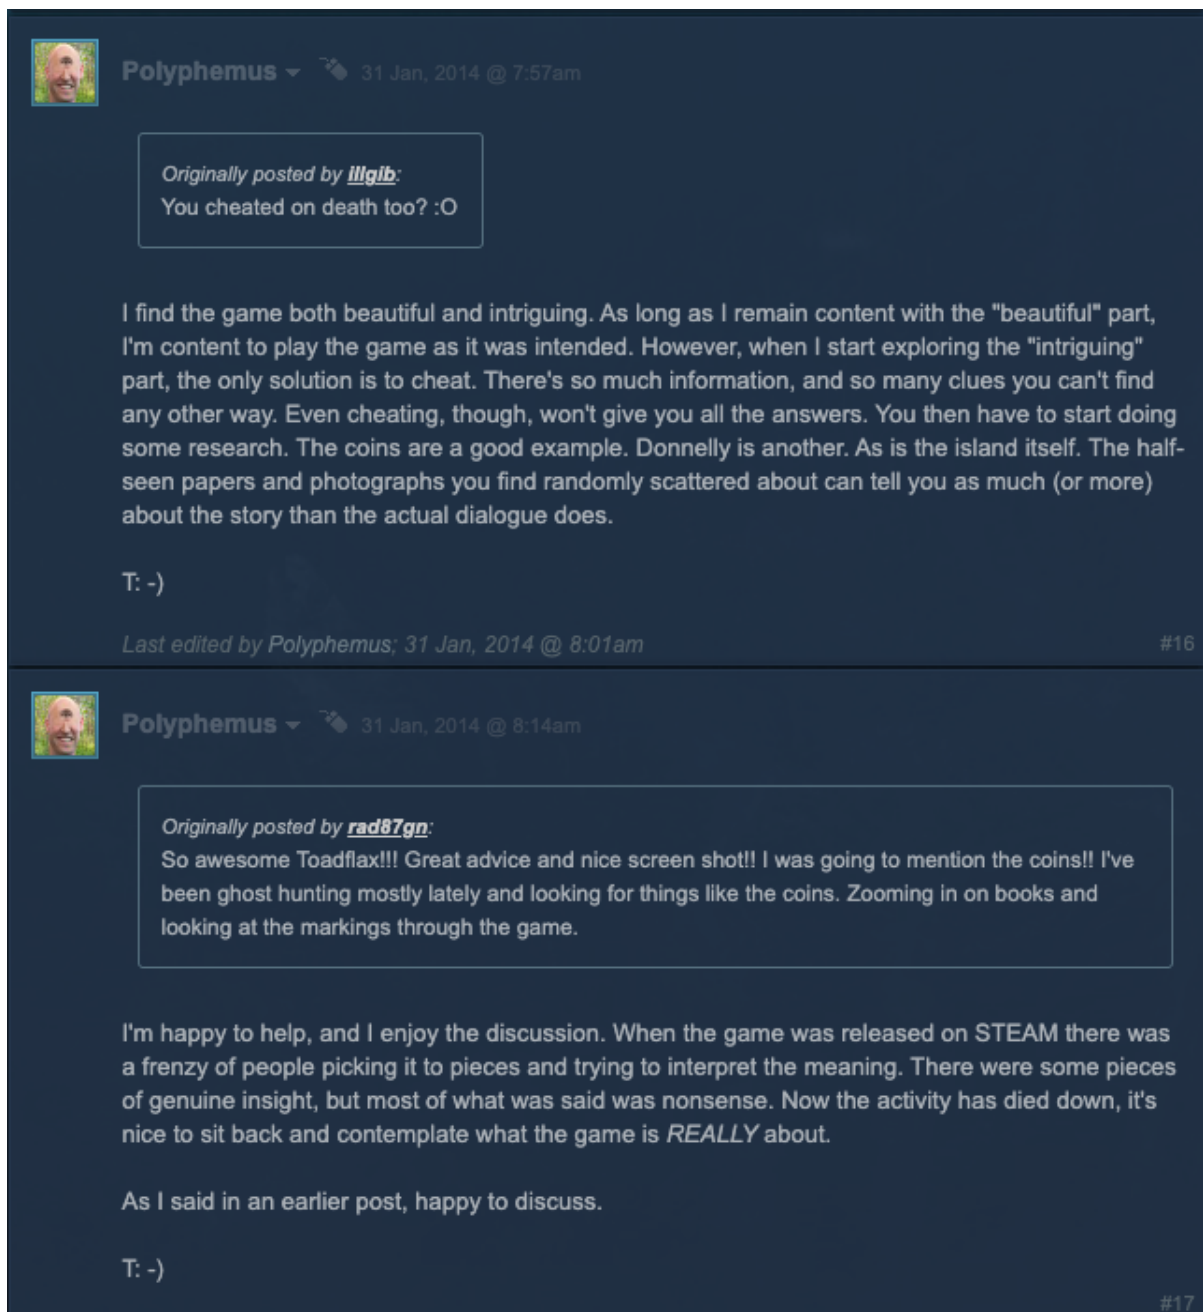 Polyphemus 31 Jan, 2014 @ 7:57am
Originally posted by illgib:
You cheated on death too? :O
I find the game both beautiful and intriguing. As long as I remain content with the "beautiful" part,
I'm content to play the game as it was intended. However, when I start exploring the "intriguing"
part, the only solution is to cheat. There's so much information, and so many clues you can't find
any other way. Even cheating, though, won't give you all the answers. You then have to start doing
some research. The coins are a good example. Donnelly is another. As is the island itself. The half-
seen papers and photographs you find randomly scattered about can tell you as much (or more)
about the story than the actual dialogue does.
T: -)
Last edited by Polyphemus; 31 Jan, 2014 @ 8:01am #16
Polyphemus 31 Jan, 2014 @ 8:14am
Originally posted by rad87gn:
So awesome Toadflax!!! Great advice and nice screen shot!! I was going to mention the coins!! I've
been ghost hunting mostly lately and looking for things like the coins. Zooming in on books and
looking at the markings through the game.
I'm happy to help, and I enjoy the discussion. When the game was released on STEAM there was
a frenzy of people picking it to pieces and trying to interpret the meaning. There were some pieces
of genuine insight, but most of what was said was nonsense. Now the activity has died down, it's
nice to sit back and contemplate what the game is REALLY about.
As I said in an earlier post, happy to discuss.
T: -)
#17